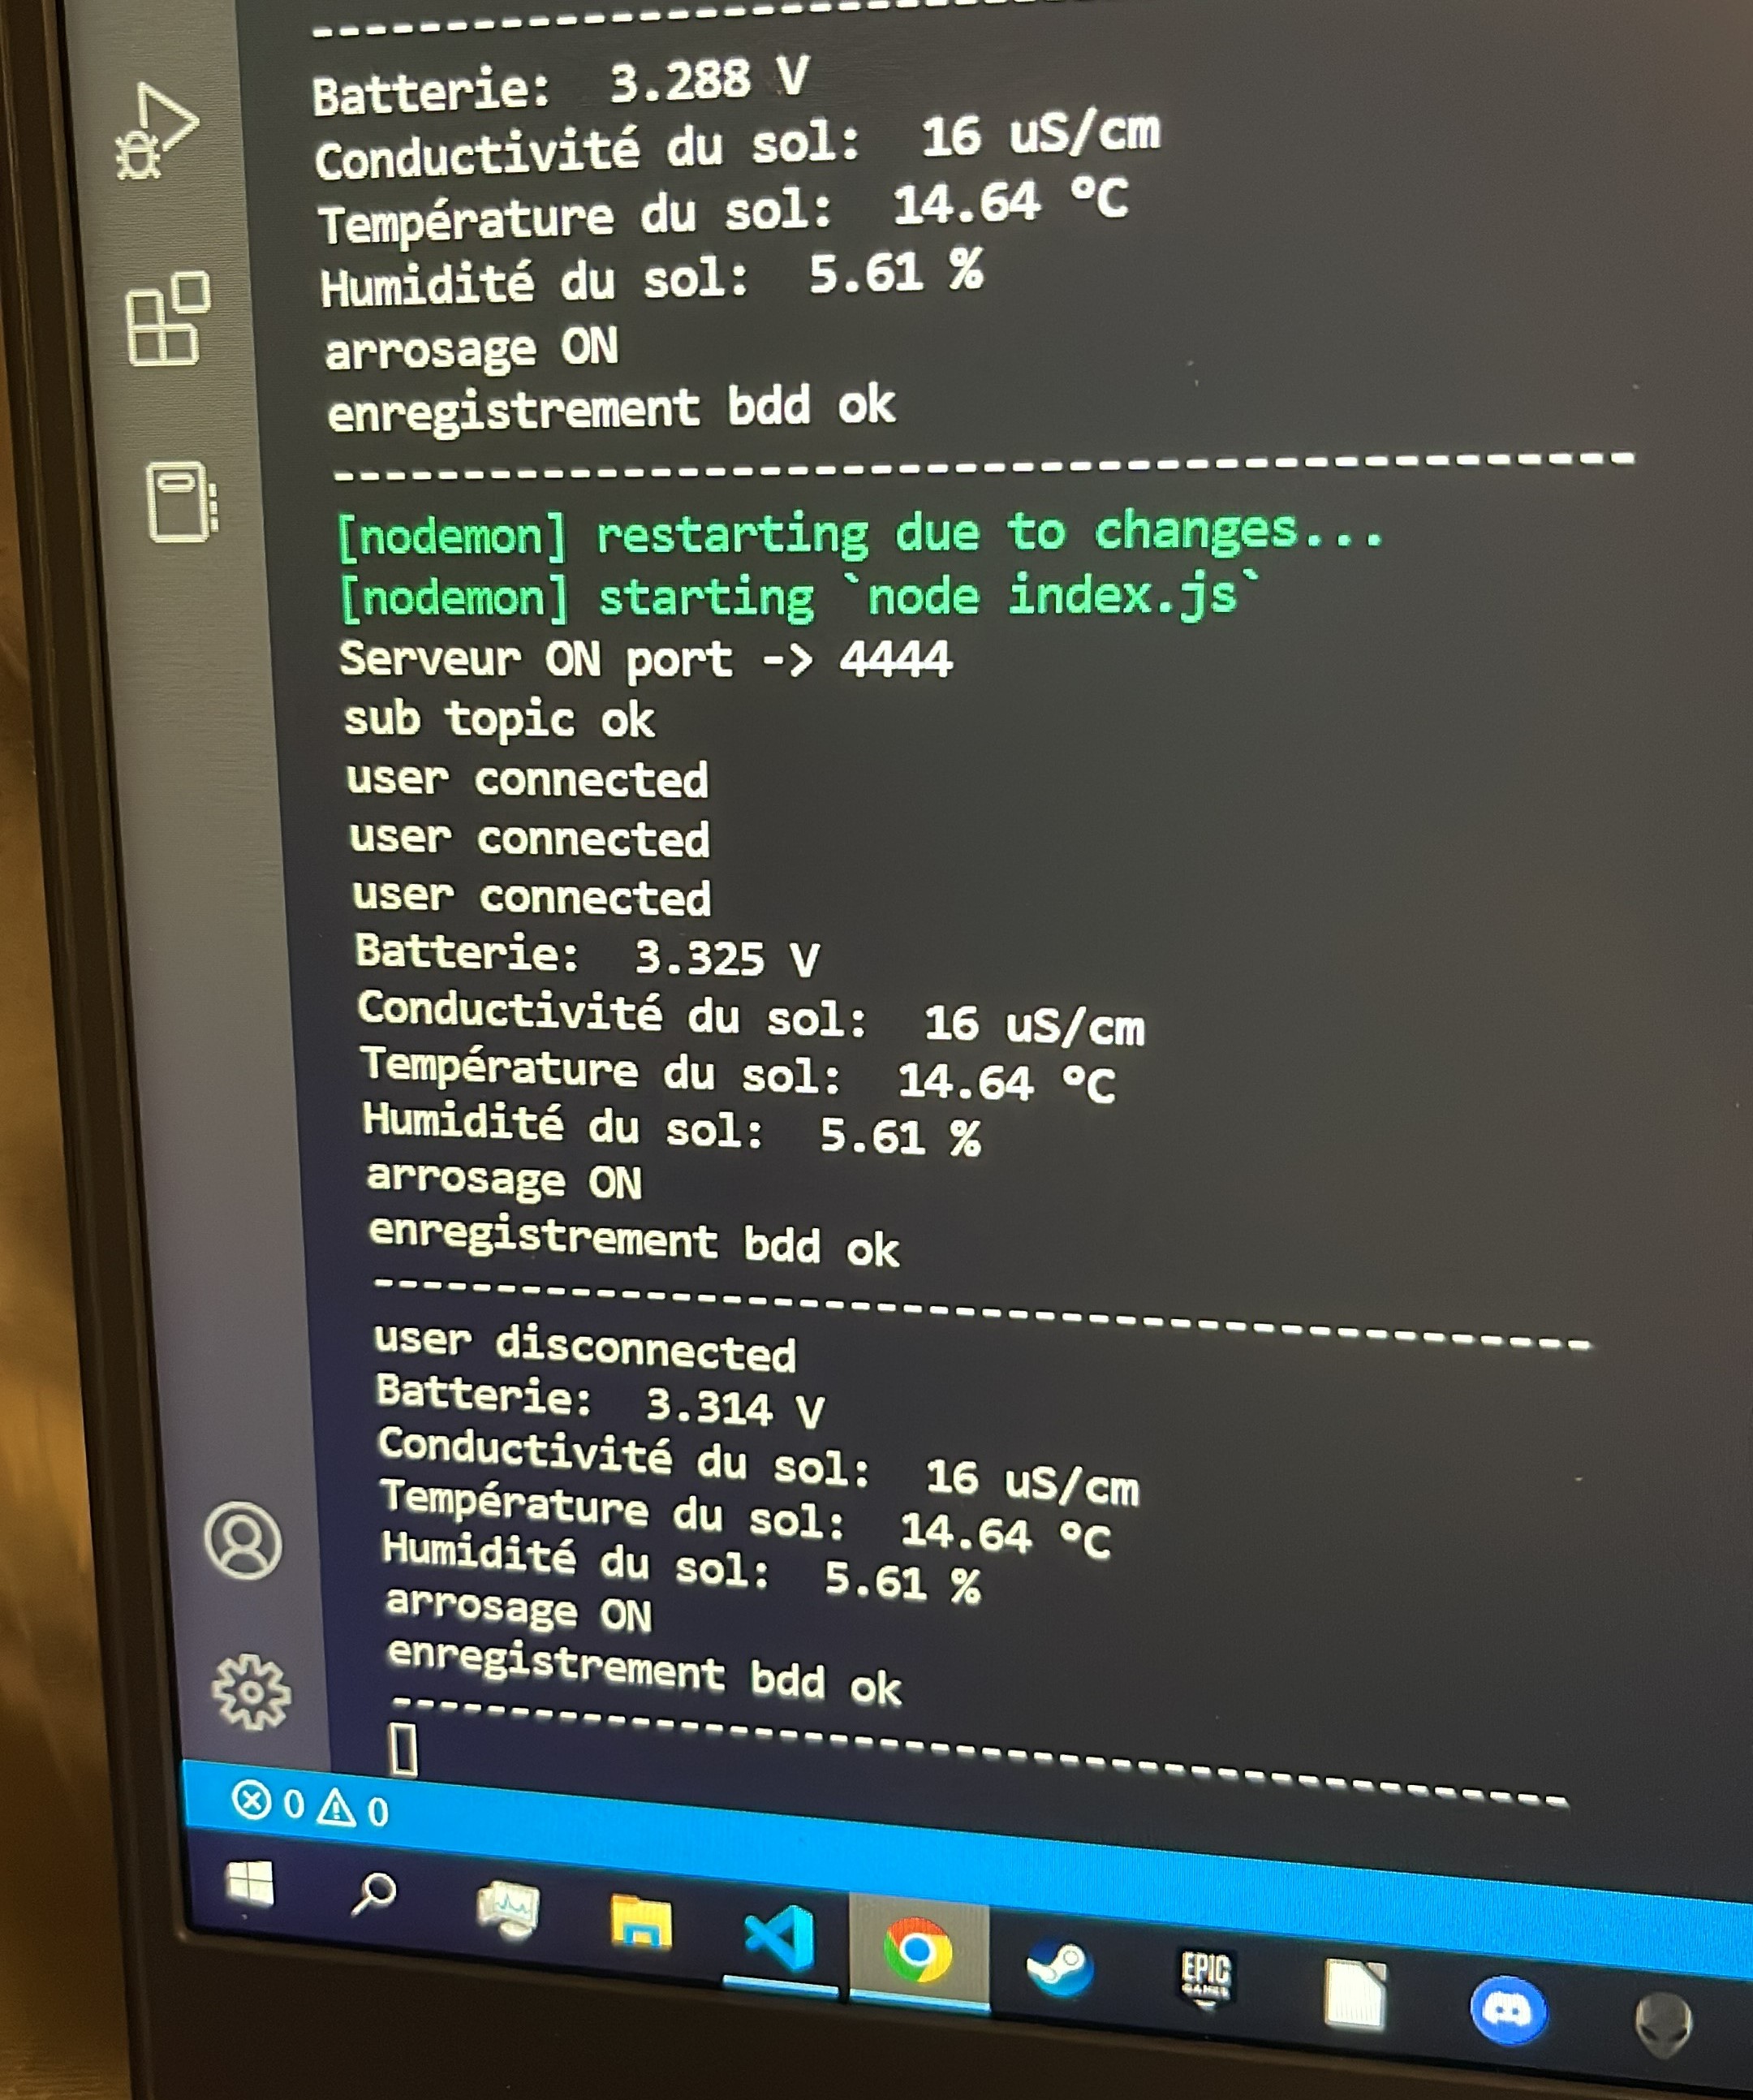 --------------------------------------------------
Batterie:  3.288 V
Conductivité du sol:  16 uS/cm
Température du sol:  14.64 °C
Humidité du sol:  5.61 %
arrosage ON
enregistrement bdd ok
--------------------------------------------------
[nodemon] restarting due to changes...
[nodemon] starting `node index.js`
Serveur ON port -> 4444
sub topic ok
user connected
user connected
user connected
Batterie:  3.325 V
Conductivité du sol:  16 uS/cm
Température du sol:  14.64 °C
Humidité du sol:  5.61 %
arrosage ON
enregistrement bdd ok
--------------------------------------------------
user disconnected
Batterie:  3.314 V
Conductivité du sol:  16 uS/cm
Température du sol:  14.64 °C
Humidité du sol:  5.61 %
arrosage ON
enregistrement bdd ok
--------------------------------------------------
0 0
EPIC
GAMES